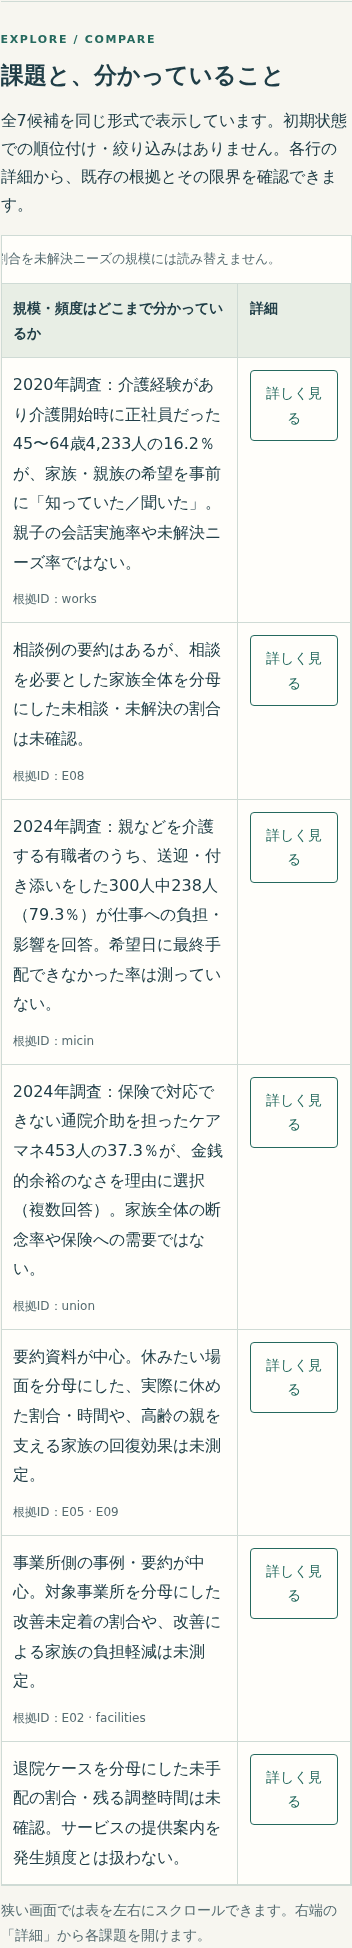 EXPLORE / COMPARE
課題と、分かっていること
全7候補を同じ形式で表示しています。初期状態
での順位付け・絞り込みはありません。各行の
詳細から、既存の根拠とその限界を確認できま
す。
割合を未解決ニーズの規模には読み替えません。
規模・頻度はどこまで分かってい
るか
詳細
2020年調査：介護経験があ
り介護開始時に正社員だった
45〜64歳4,233人の16.2％
が、家族・親族の希望を事前
に「知っていた／聞いた」。
親子の会話実施率や未解決ニ
ーズ率ではない。
根拠ID：works
詳しく見
る
相談例の要約はあるが、相談
を必要とした家族全体を分母
にした未相談・未解決の割合
は未確認。
根拠ID：E08
詳しく見
る
2024年調査：親などを介護
する有職者のうち、送迎・付
き添いをした300人中238人
（79.3％）が仕事への負担・
影響を回答。希望日に最終手
配できなかった率は測ってい
ない。
根拠ID：micin
詳しく見
る
2024年調査：保険で対応で
きない通院介助を担ったケア
マネ453人の37.3％が、金銭
的余裕のなさを理由に選択
（複数回答）。家族全体の断
念率や保険への需要ではな
い。
根拠ID：union
詳しく見
る
要約資料が中心。休みたい場
面を分母にした、実際に休め
た割合・時間や、高齢の親を
支える家族の回復効果は未測
定。
根拠ID：E05 · E09
詳しく見
る
事業所側の事例・要約が中
心。対象事業所を分母にした
改善未定着の割合や、改善に
よる家族の負担軽減は未測
定。
根拠ID：E02 · facilities
詳しく見
る
退院ケースを分母にした未手
配の割合・残る調整時間は未
確認。サービスの提供案内を
発生頻度とは扱わない。
詳しく見
る
狭い画面では表を左右にスクロールできます。右端の
「詳細」から各課題を開けます。